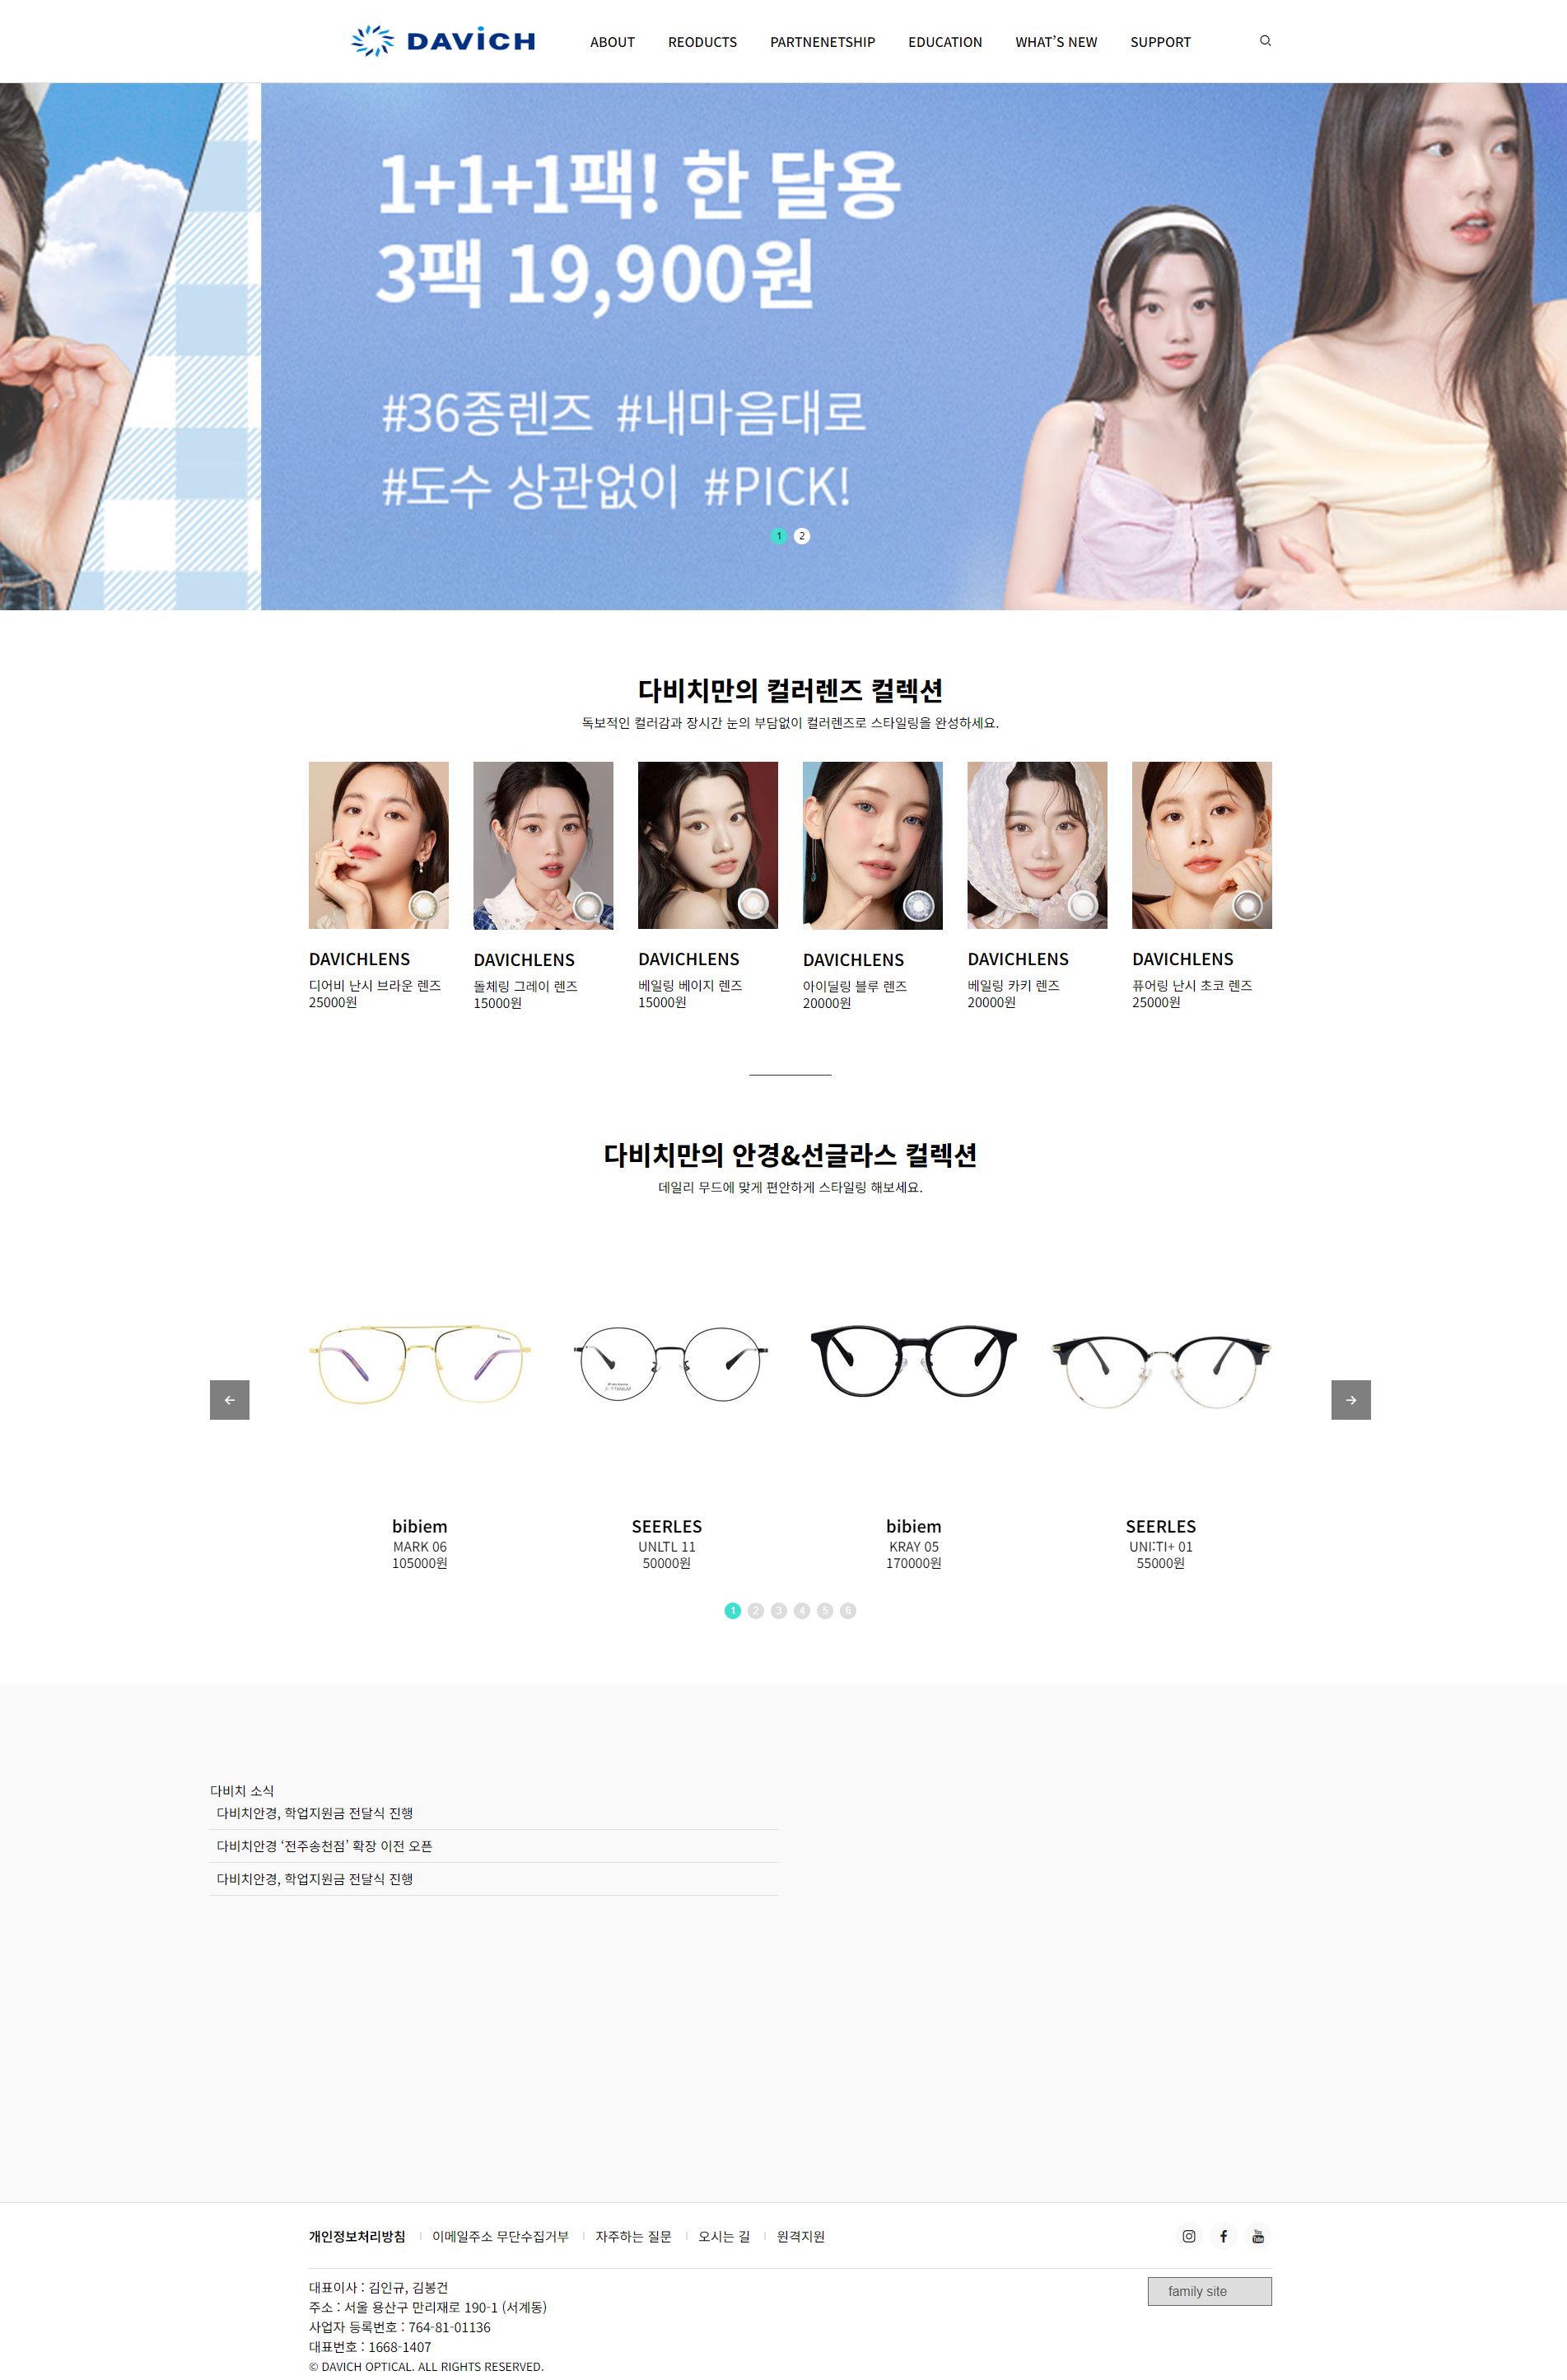 DAVICH
ABOUT REODUCTS PARTNENETSHIP EDUCATION WHAT'S NEW SUPPORT
1+1+1팩! 한 달용
3팩 19,900원
#36종렌즈 #내마음대로
#도수 상관없이 #PICK!
1 2
다비치만의 컬러렌즈 컬렉션
독보적인 컬러감과 장시간 눈의 부담없이 컬러렌즈로 스타일링을 완성하세요.
DAVICHLENS
디어비 난시 브라운 렌즈
25000원
DAVICHLENS
돌체링 그레이 렌즈
15000원
DAVICHLENS
베일링 베이지 렌즈
15000원
DAVICHLENS
아이딜링 블루 렌즈
20000원
DAVICHLENS
베일링 카키 렌즈
20000원
DAVICHLENS
퓨어링 난시 초코 렌즈
25000원
다비치만의 안경&선글라스 컬렉션
데일리 무드에 맞게 편안하게 스타일링 해보세요.
bibiem
MARK 06
105000원
SEERLES
UNLTL 11
50000원
bibiem
KRAY 05
170000원
SEERLES
UNI:TI+ 01
55000원
1 2 3 4 5 6
다비치 소식
다비치안경, 학업지원금 전달식 진행
다비치안경 ‘전주송천점’ 확장 이전 오픈
다비치안경, 학업지원금 전달식 진행
개인정보처리방침 이메일주소 무단수집거부 자주하는 질문 오시는 길 원격지원
You Tube
family site
대표이사 : 김인규, 김봉건
주소 : 서울 용산구 만리재로 190-1 (서계동)
사업자 등록번호 : 764-81-01136
대표번호 : 1668-1407
© DAVICH OPTICAL. ALL RIGHTS RESERVED.